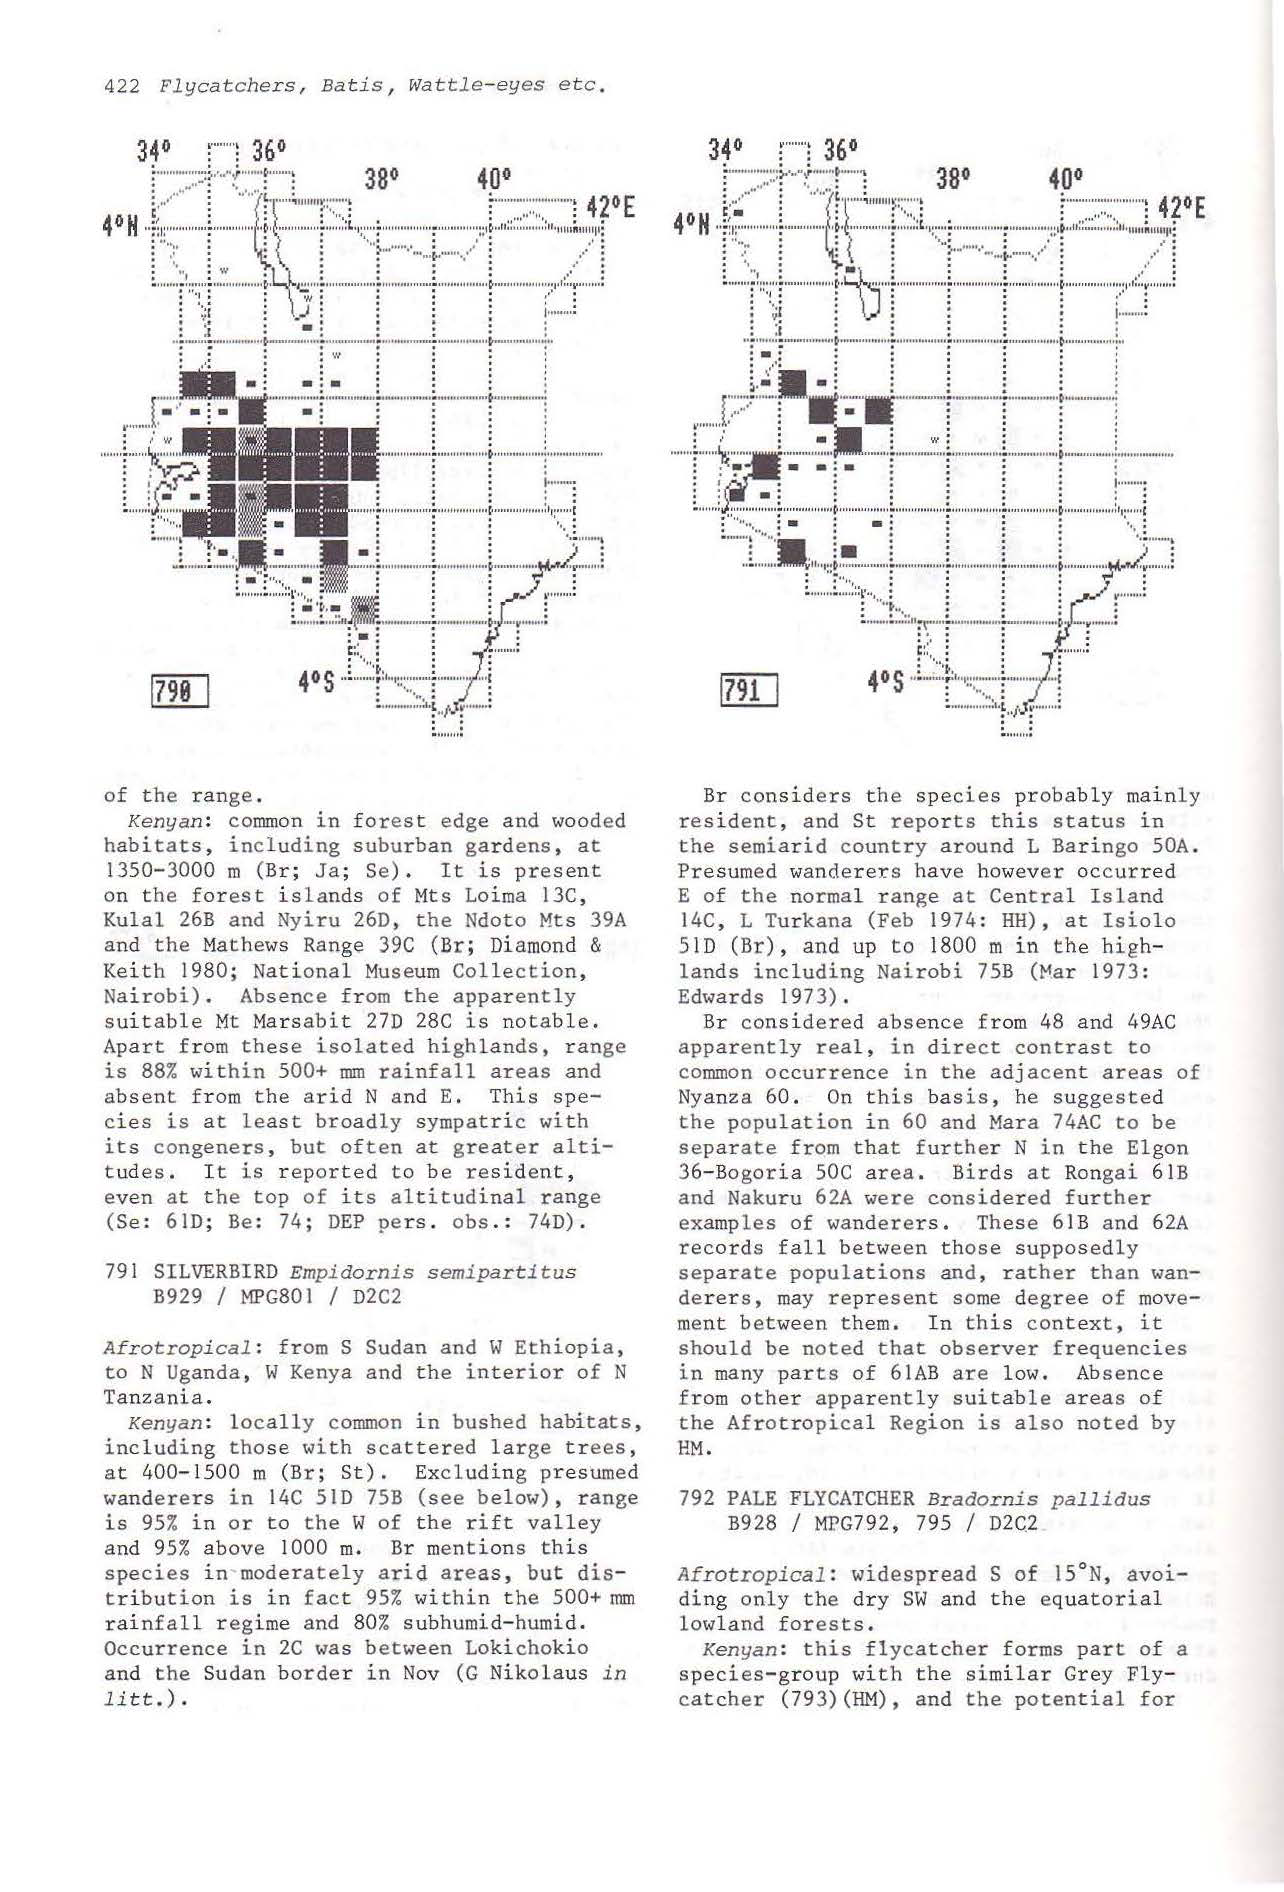 422 Flycatchers, Batis, Wattle-eyes etc.
34° 36°
38° 40°
42°E
4°N
4°S
790
34° 36°
38° 40°
42°E
4°N
4°S
791
of the range.
Kenyan: common in forest edge and wooded
habitats, including suburban gardens, at
1350-3000 m (Br; Ja; Se). It is present
on the forest islands of Mts Loima 13C,
Kulal 26B and Nyiru 26D, the Ndoto Mts 39A
and the Mathews Range 39C (Br; Diamond &
Keith 1980; National Museum Collection,
Nairobi). Absence from the apparently
suitable Mt Marsabit 27D 28C is notable.
Apart from these isolated highlands, range
is 88% within 500+ mm rainfall areas and
absent from the arid N and E. This spe-
cies is at least broadly sympatric with
its congeners, but often at greater alti-
tudes. It is reported to be resident,
even at the top of its altitudinal range
(Se: 61D; Be: 74; DEP pers. obs.: 74D).
791 SILVERBIRD Empidornis semipartitus
B929 / MPG801 / D2C2
Afrotropical: from S Sudan and W Ethiopia,
to N Uganda, W Kenya and the interior of N
Tanzania.
Kenyan: locally common in bushed habitats,
including those with scattered large trees,
at 400-1500 m (Br; St). Excluding presumed
wanderers in 14C 51D 75B (see below), range
is 95% in or to the W of the rift valley
and 95% above 1000 m. Br mentions this
species in moderately arid areas, but dis-
tribution is in fact 95% within the 500+ mm
rainfall regime and 80% subhumid-humid.
Occurrence in 2C was between Lokichokio
and the Sudan border in Nov (G Nikolaus in
litt.).
Br considers the species probably mainly
resident, and St reports this status in
the semiarid country around L Baringo 50A.
Presumed wanderers have however occurred
E of the normal range at Central Island
14C, L Turkana (Feb 1974: HH), at Isiolo
51D (Br), and up to 1800 m in the high-
lands including Nairobi 75B (Mar 1973:
Edwards 1973).
Br considered absence from 48 and 49AC
apparently real, in direct contrast to
common occurrence in the adjacent areas of
Nyanza 60. On this basis, he suggested
the population in 60 and Mara 74AC to be
separate from that further N in the Elgon
36-Bogoria 50C area. Birds at Rongai 61B
and Nakuru 62A were considered further
examples of wanderers. These 61B and 62A
records fall between those supposedly
separate populations and, rather than wan-
derers, may represent some degree of move-
ment between them. In this context, it
should be noted that observer frequencies
in many parts of 61AB are low. Absence
from other apparently suitable areas of
the Afrotropical Region is also noted by
HM.
792 PALE FLYCATCHER Bradornis pallidus
B928 / MPG792, 795 / D2C2
Afrotropical: widespread S of 15°N, avoi-
ding only the dry SW and the equatorial
lowland forests.
Kenyan: this flycatcher forms part of a
species-group with the similar Grey Fly-
catcher (793)(HM), and the potential for